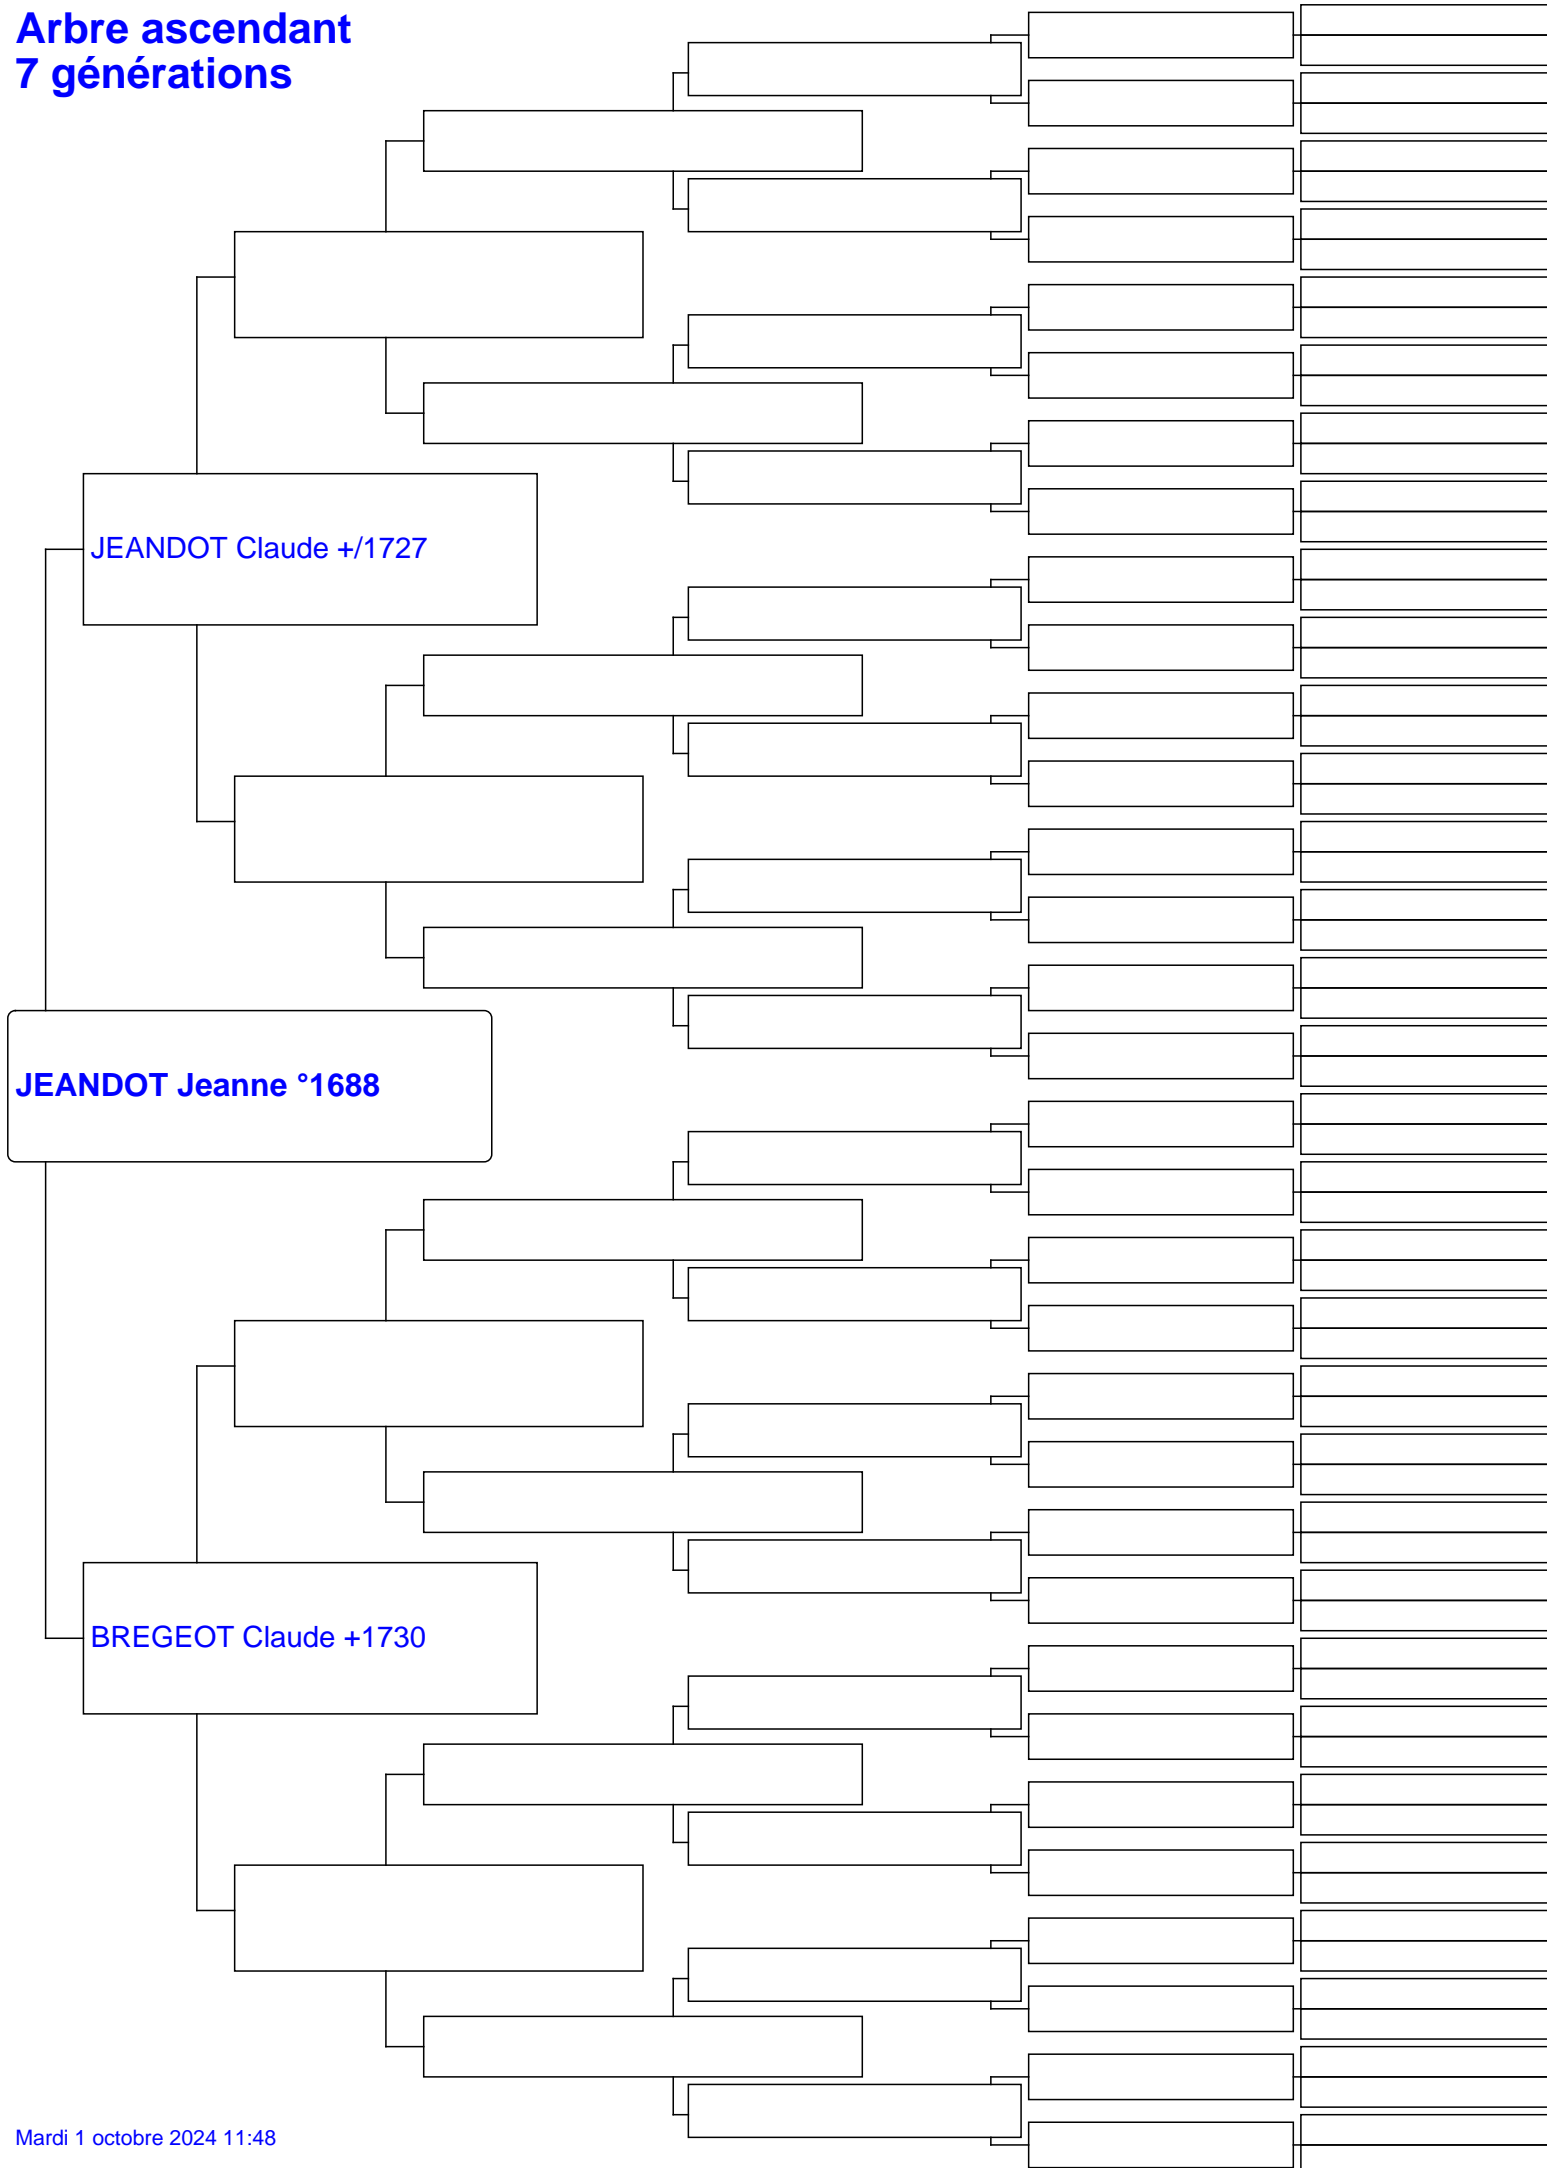 Arbre ascendant
7 générations
JEANDOT Claude +/1727
JEANDOT Jeanne °1688
BREGEOT Claude +1730
Mardi 1 octobre 2024 11:48